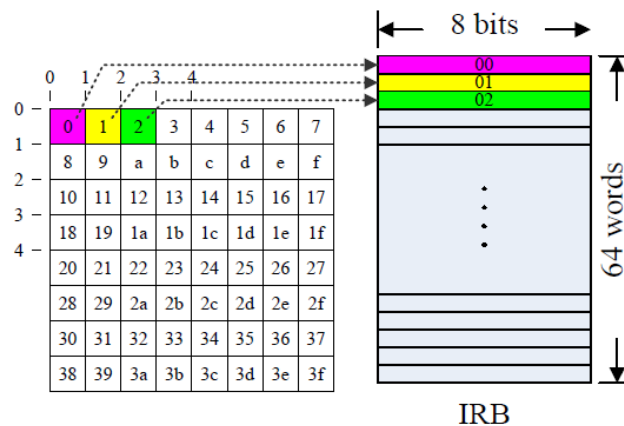 8 bits
0 1 2 3 4
00
01
02
0
1
2
3
4
0 1 2 3 4 5 6 7
8 9 a b c d e f
10 11 12 13 14 15 16 17
18 19 1a 1b 1c 1d 1e 1f
20 21 22 23 24 25 26 27
28 29 2a 2b 2c 2d 2e 2f
30 31 32 33 34 35 36 37
38 39 3a 3b 3c 3d 3e 3f
64 words
IRB